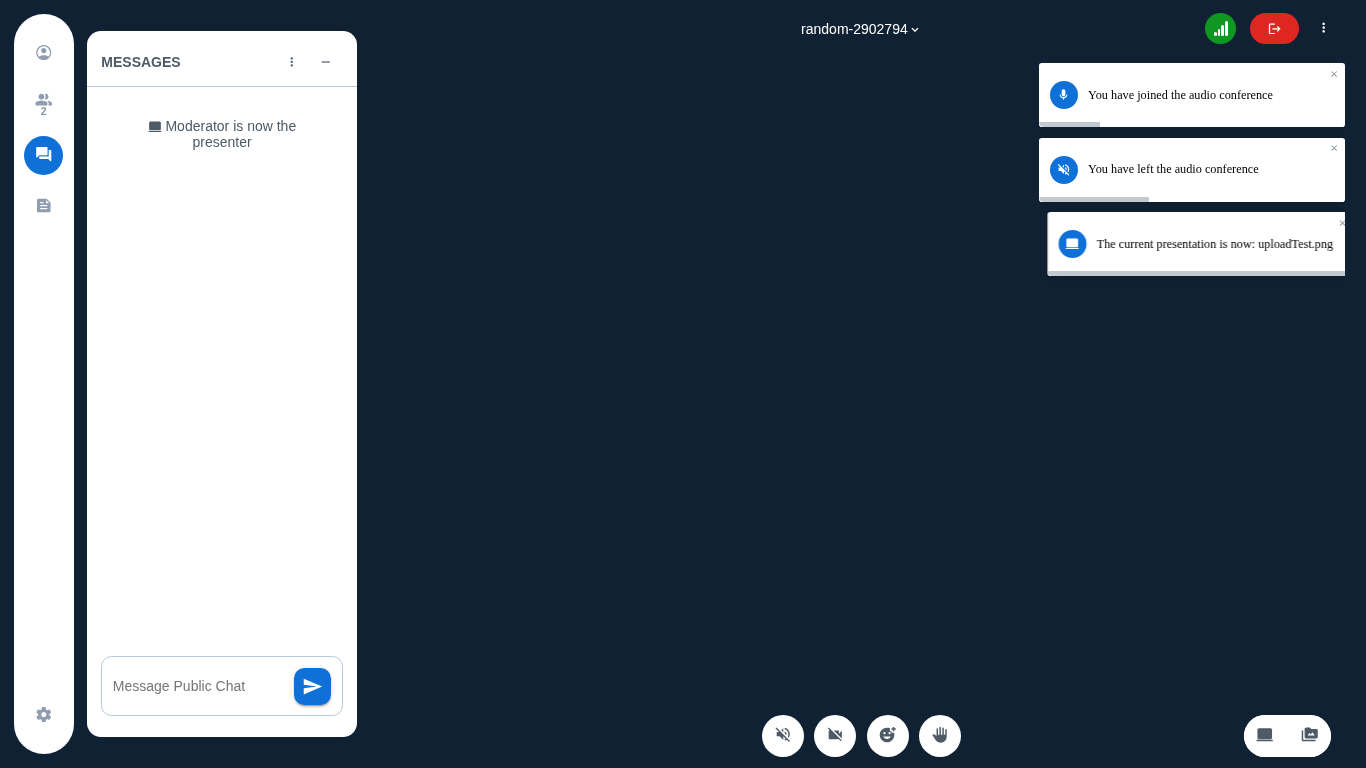 random-2902794
MESSAGES
2
Moderator is now the
presenter
You have joined the audio conference
You have left the audio conference
The current presentation is now: uploadTest.png
Message Public Chat